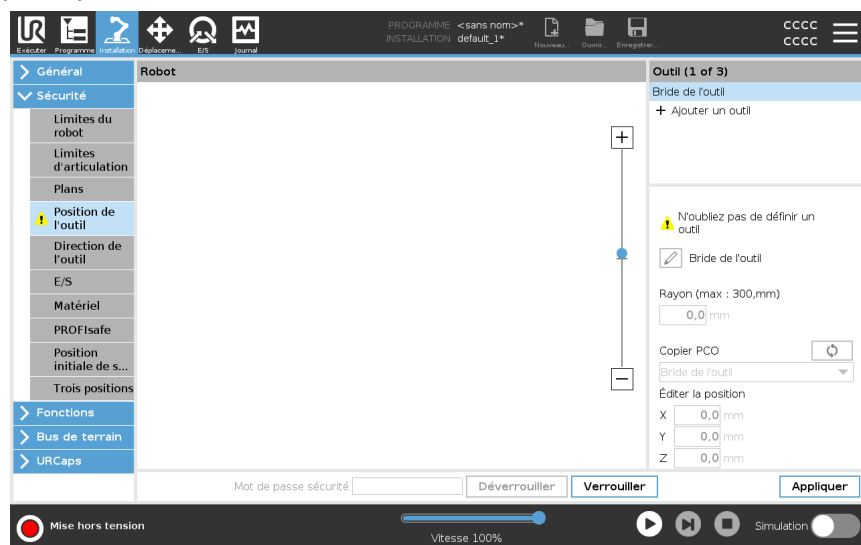 PROGRAMME <sans nom>*
INSTALLATION default_1*
cccc
cccc
Exécuter Programme Installation Déplaceme... E/S Journal
Nouveau... Ouvrir... Enregistrer...
Général
Sécurité
Limites du
robot
Limites
d'articulation
Plans
Position de
l'outil
Direction de
l'outil
E/S
Matériel
PROFIsafe
Position
initiale de s...
Trois positions
Fonctions
Bus de terrain
URCaps
Robot
Outil (1 of 3)
Bride de l'outil
+ Ajouter un outil
N'oubliez pas de définir un
outil
Bride de l'outil
Rayon (max : 300,mm)
0,0 mm
Copier PCO
Bride de l'outil
Éditer la position
X 0,0 mm
Y 0,0 mm
Z 0,0 mm
Mot de passe sécurité Déverrouiller Verrouiller Appliquer
Mise hors tension
Vitesse 100%
Simulation